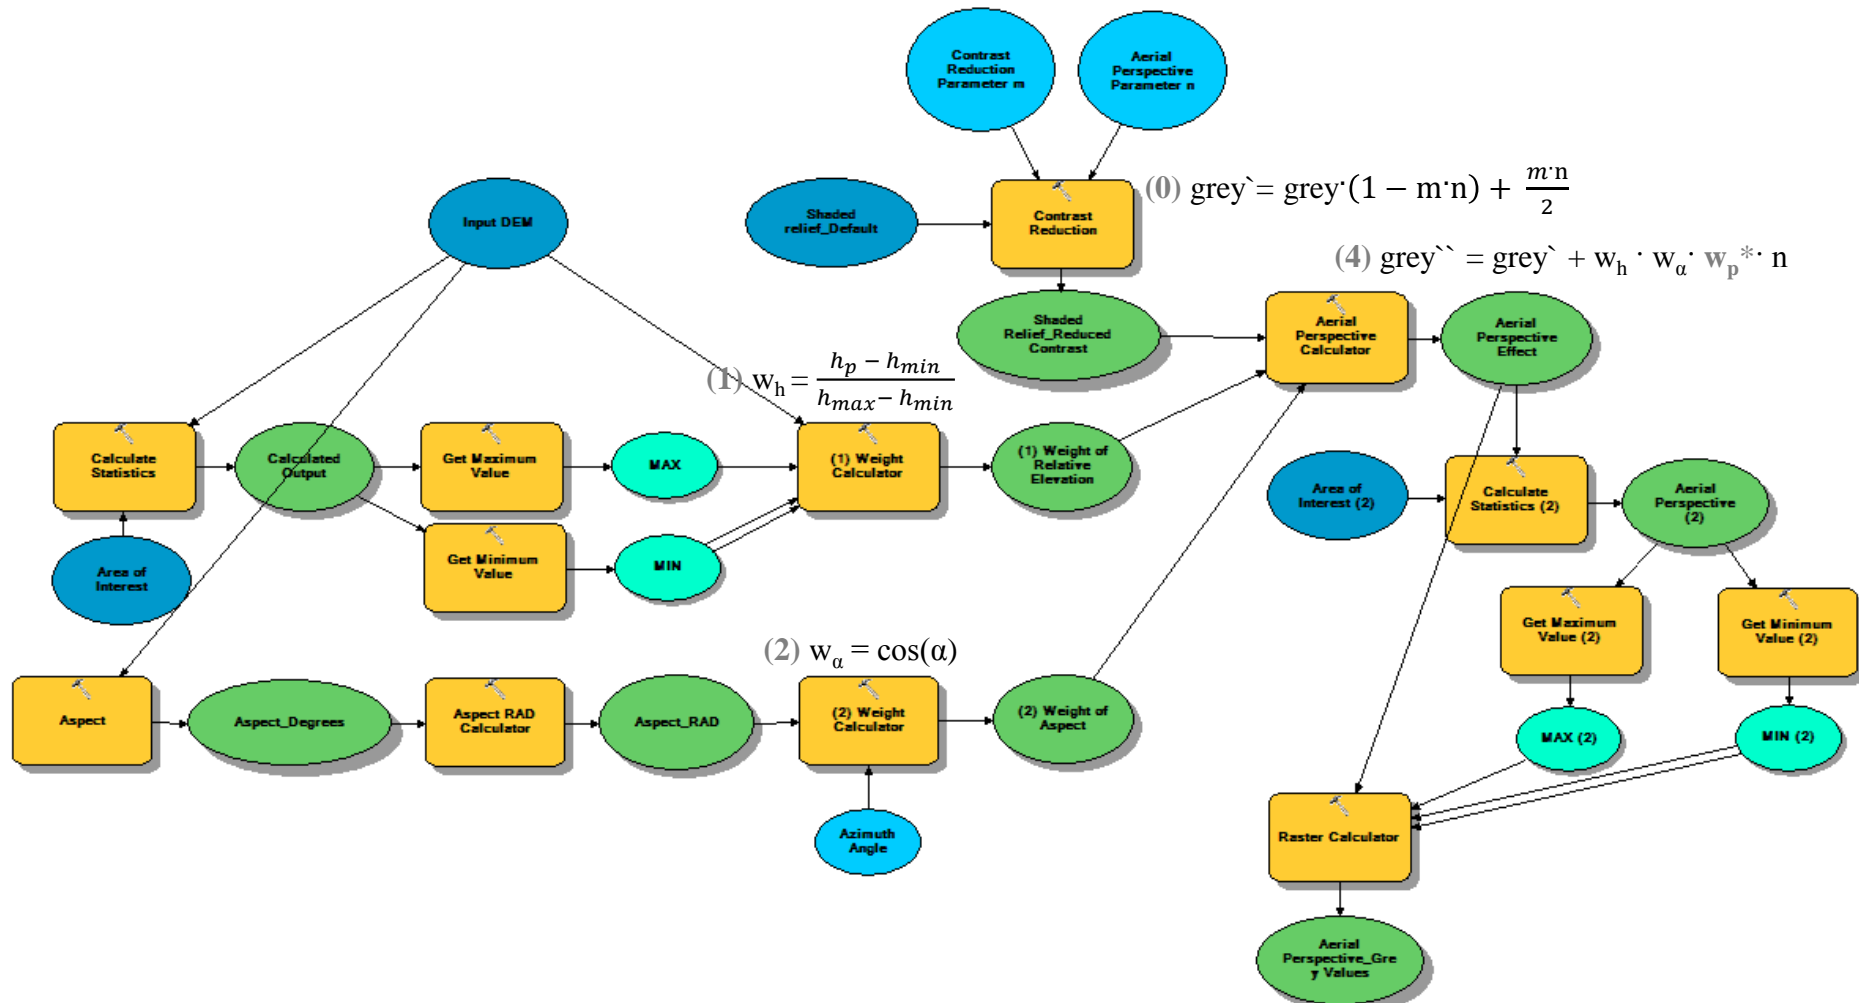 Contrast
Reduction
Parameter m
Aerial
Perspective
Parameter n
(0) grey` = grey·(1 − m·n) + m·n/2
Input DEM
Shaded
relief_Default
Contrast
Reduction
(4) grey`` = grey` + wₕ · wα · wₚ* · n
Shaded
Relief_Reduced
Contrast
Aerial
Perspective
Calculator
Aerial
Perspective
Effect
(1) wₕ = (h_p − h_min)/(h_max − h_min)
Calculate
Statistics
Calculated
Output
Get Maximum
Value
MAX
(1) Weight
Calculator
(1) Weight of
Relative
Elevation
Area of
Interest (2)
Calculate
Statistics (2)
Aerial
Perspective
(2)
Area of
Interest
Get Minimum
Value
MIN
Get Maximum
Value (2)
Get Minimum
Value (2)
(2) wα = cos(α)
Aspect
Aspect_Degrees
Aspect RAD
Calculator
Aspect_RAD
(2) Weight
Calculator
(2) Weight of
Aspect
MAX (2)
MIN (2)
Azimuth
Angle
Raster Calculator
Aerial
Perspective_Gre
y Values